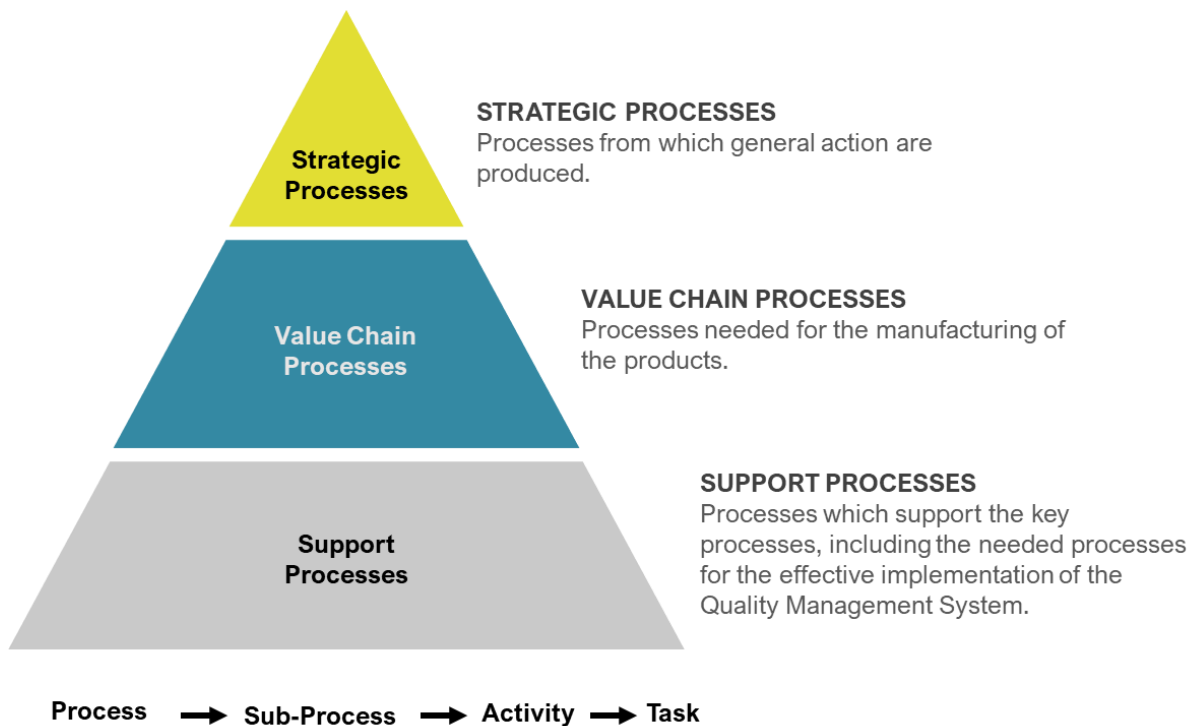 Strategic
Processes
STRATEGIC PROCESSES
Processes from which general action are
produced.
Value Chain
Processes
VALUE CHAIN PROCESSES
Processes needed for the manufacturing of
the products.
Support
Processes
SUPPORT PROCESSES
Processes which support the key
processes, including the needed processes
for the effective implementation of the
Quality Management System.
Process Sub-Process Activity Task